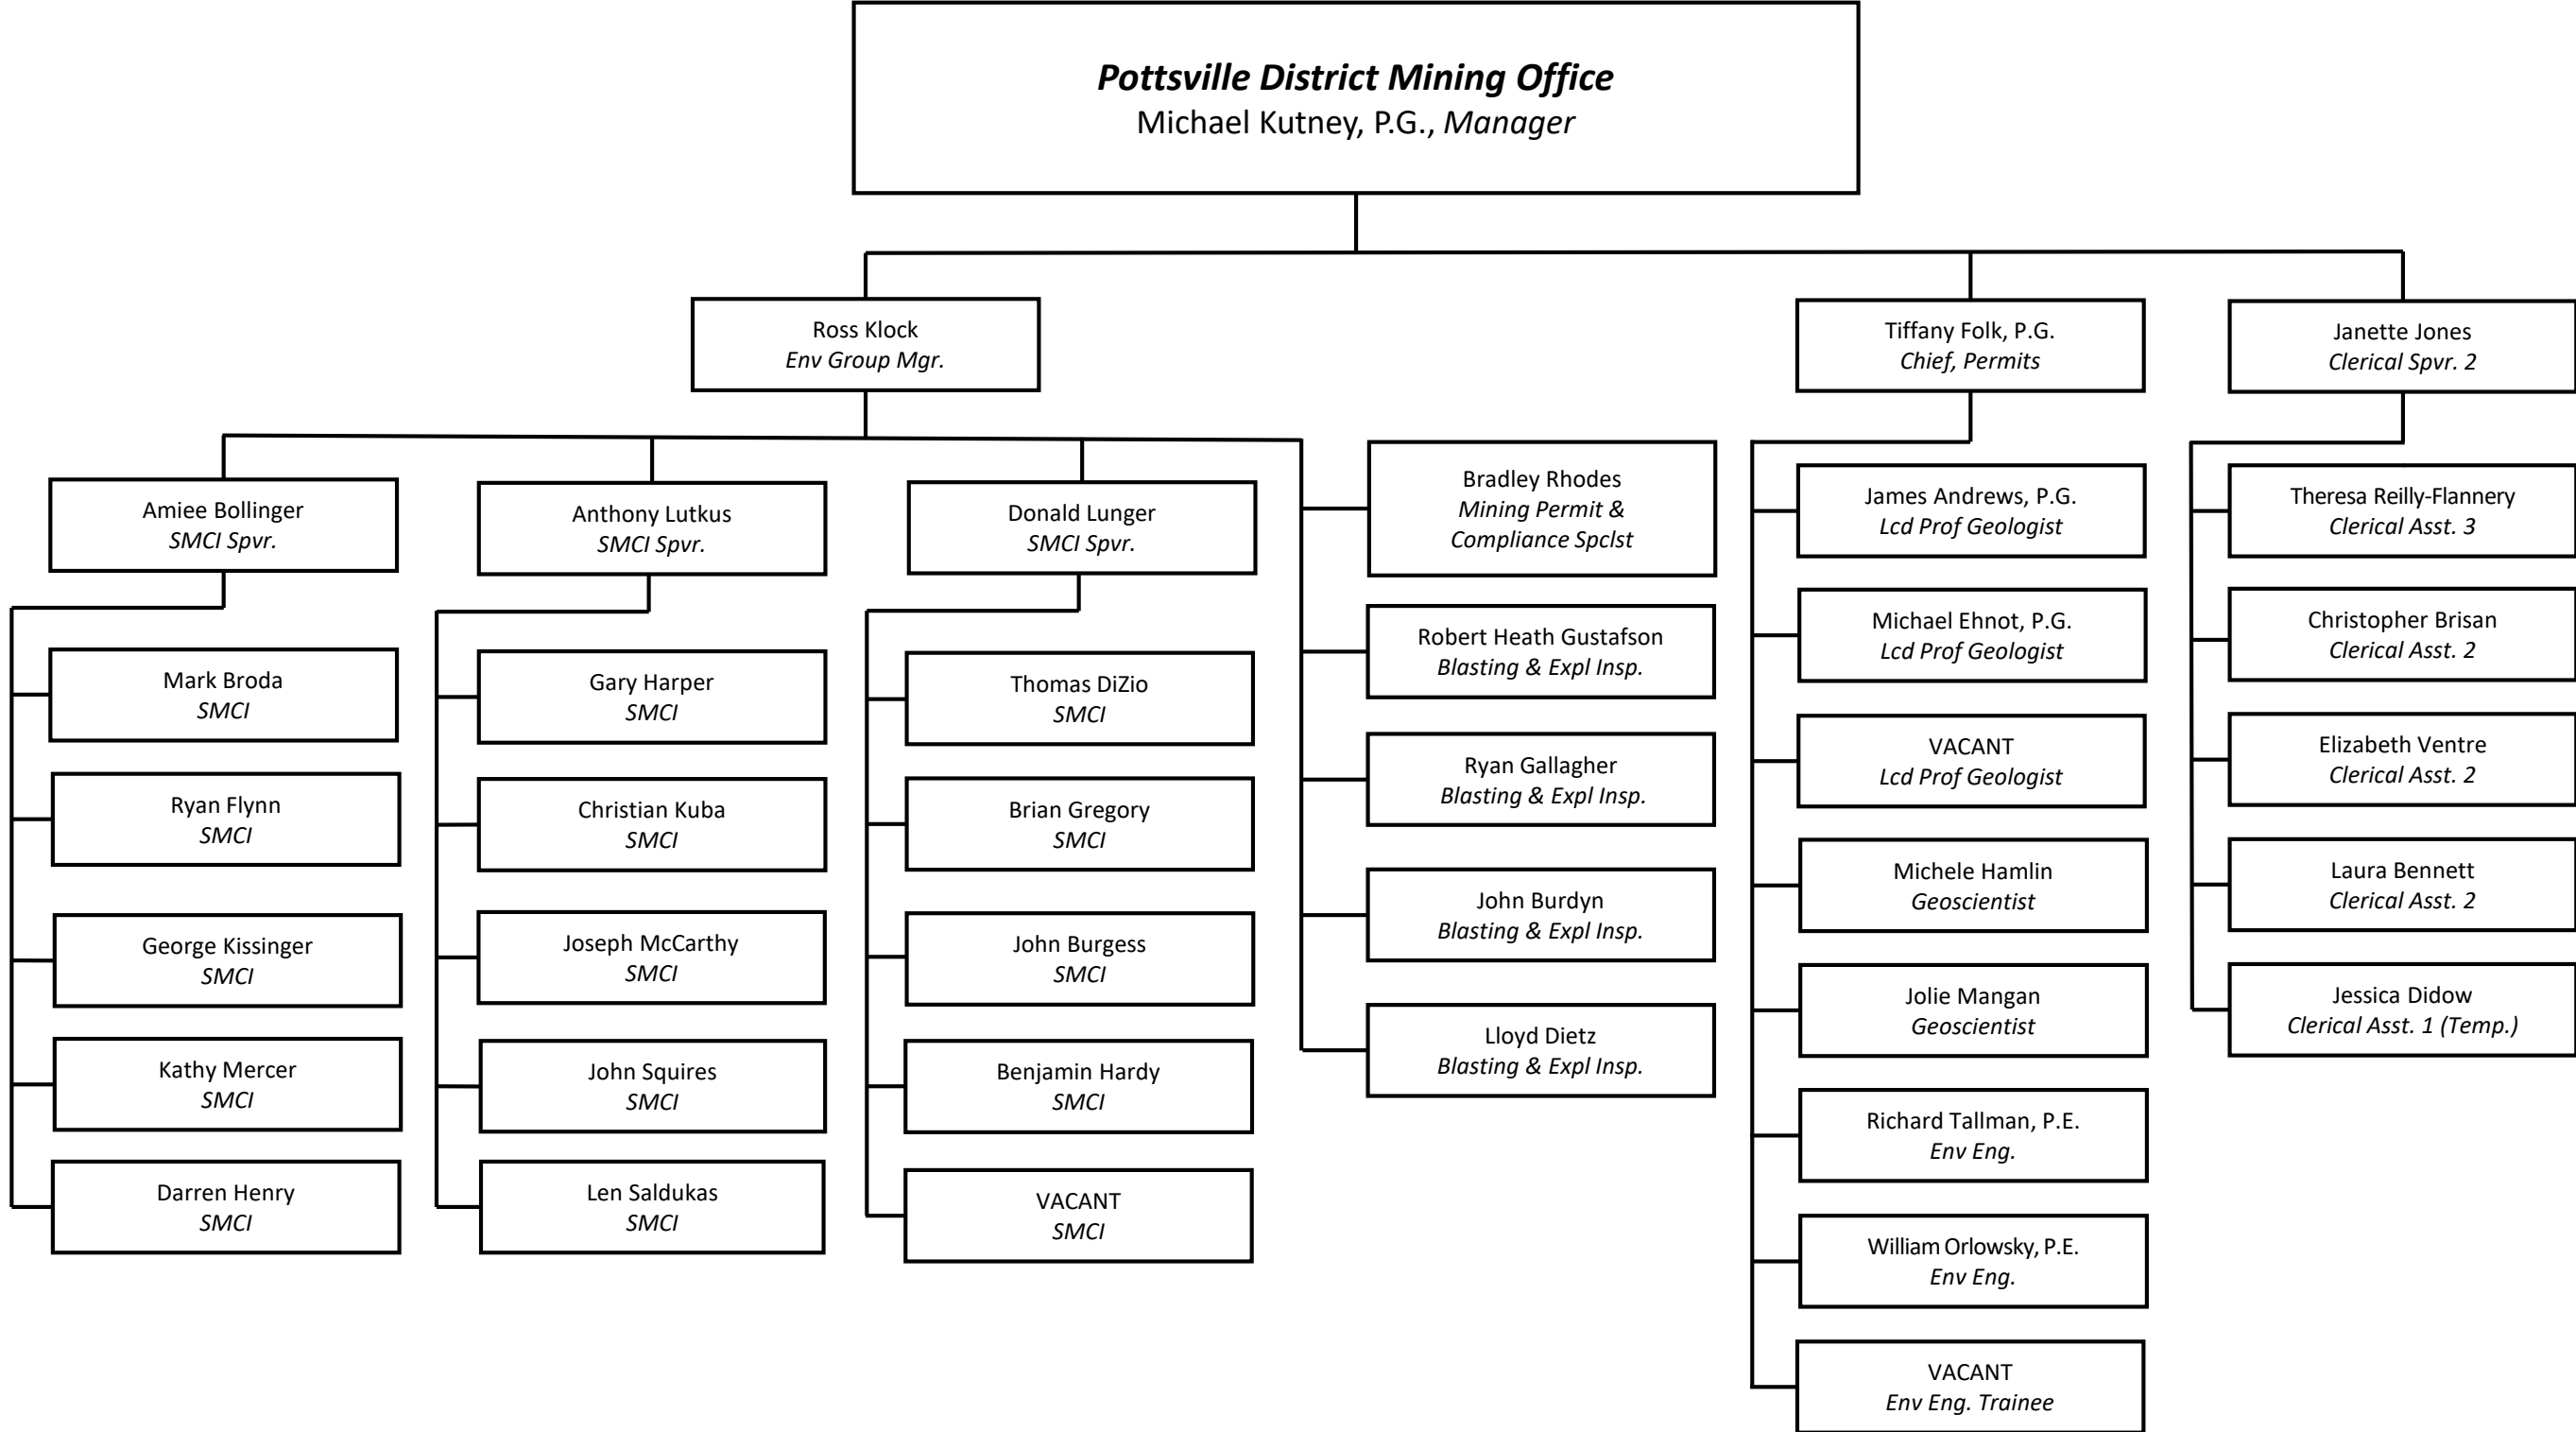 Pottsville District Mining Office
Michael Kutney, P.G., Manager
Ross Klock
Env Group Mgr.
Tiffany Folk, P.G.
Chief, Permits
Janette Jones
Clerical Spvr. 2
Amiee Bollinger
SMCI Spvr.
Mark Broda
SMCI
Ryan Flynn
SMCI
George Kissinger
SMCI
Kathy Mercer
SMCI
Darren Henry
SMCI
Anthony Lutkus
SMCI Spvr.
Gary Harper
SMCI
Christian Kuba
SMCI
Joseph McCarthy
SMCI
John Squires
SMCI
Len Saldukas
SMCI
Donald Lunger
SMCI Spvr.
Thomas DiZio
SMCI
Brian Gregory
SMCI
John Burgess
SMCI
Benjamin Hardy
SMCI
VACANT
SMCI
Bradley Rhodes
Mining Permit &
Compliance Spclst
Robert Heath Gustafson
Blasting & Expl Insp.
Ryan Gallagher
Blasting & Expl Insp.
John Burdyn
Blasting & Expl Insp.
Lloyd Dietz
Blasting & Expl Insp.
James Andrews, P.G.
Lcd Prof Geologist
Michael Ehnot, P.G.
Lcd Prof Geologist
VACANT
Lcd Prof Geologist
Michele Hamlin
Geoscientist
Jolie Mangan
Geoscientist
Richard Tallman, P.E.
Env Eng.
William Orlowsky, P.E.
Env Eng.
VACANT
Env Eng. Trainee
Theresa Reilly-Flannery
Clerical Asst. 3
Christopher Brisan
Clerical Asst. 2
Elizabeth Ventre
Clerical Asst. 2
Laura Bennett
Clerical Asst. 2
Jessica Didow
Clerical Asst. 1 (Temp.)